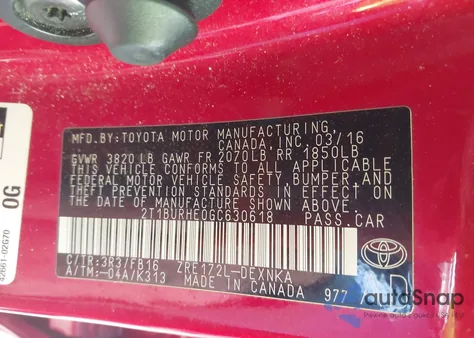 MFD.BY:TOYOTA MOTOR MANUFACTURING,
CANADA, INC. 03/16
GVWR 3820 LB GAWR FR 2070LB RR 1850LB
THIS VEHICLE CONFORMS TO ALL APPLICABLE
FEDERAL MOTOR VEHICLE SAFETY BUMPER AND
THEFT PREVENTION STANDARDS IN EFFECT ON
THE DATE OF MANUFACTURE SHOWN ABOVE.
2T1BURHE0GC630618 PASS.CAR
C/TR:3R3/FB16 ZRE172L-DEXNKA
A/TM:-04A/K313 MADE IN CANADA 977
0G
42661-02G70
autoSnap